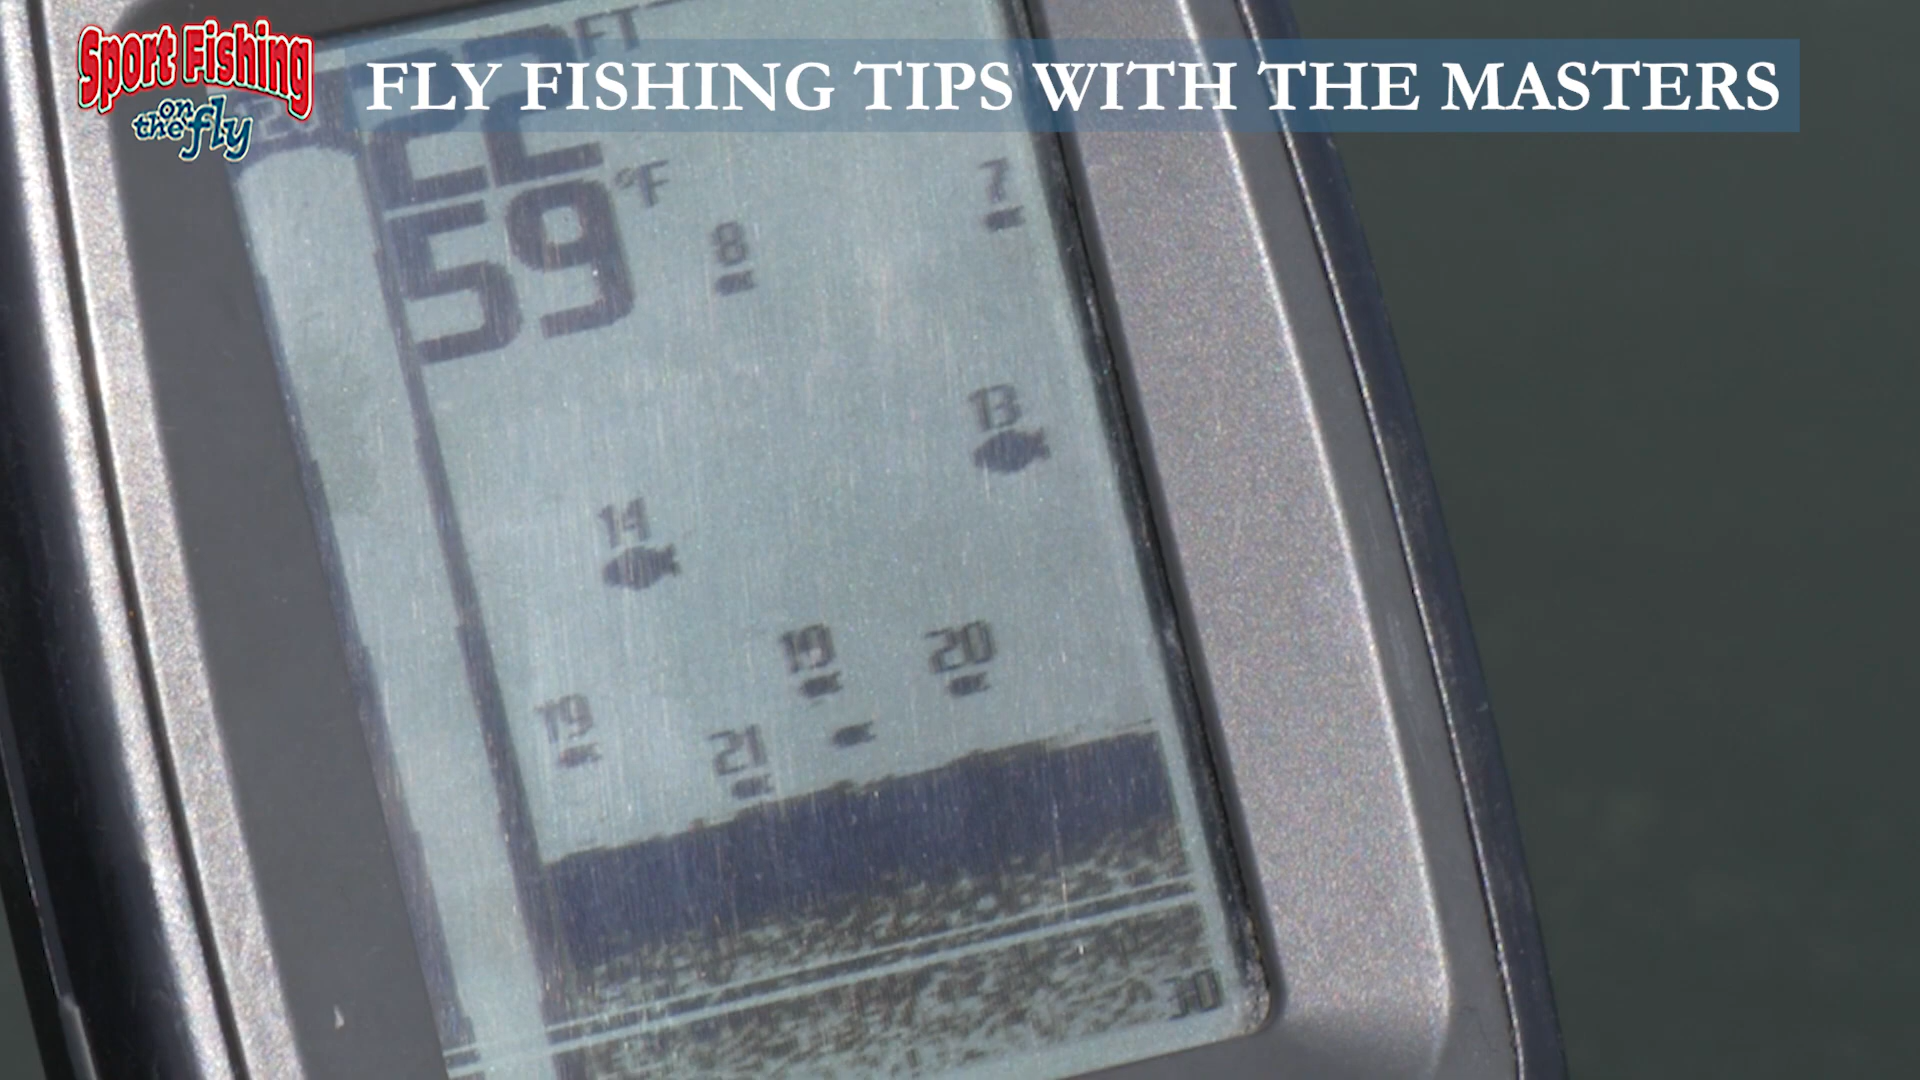 Sport Fishing
on
the fly
FLY FISHING TIPS WITH THE MASTERS
22 FT
59 °F
7
8
13
14
19
20
19
21
30